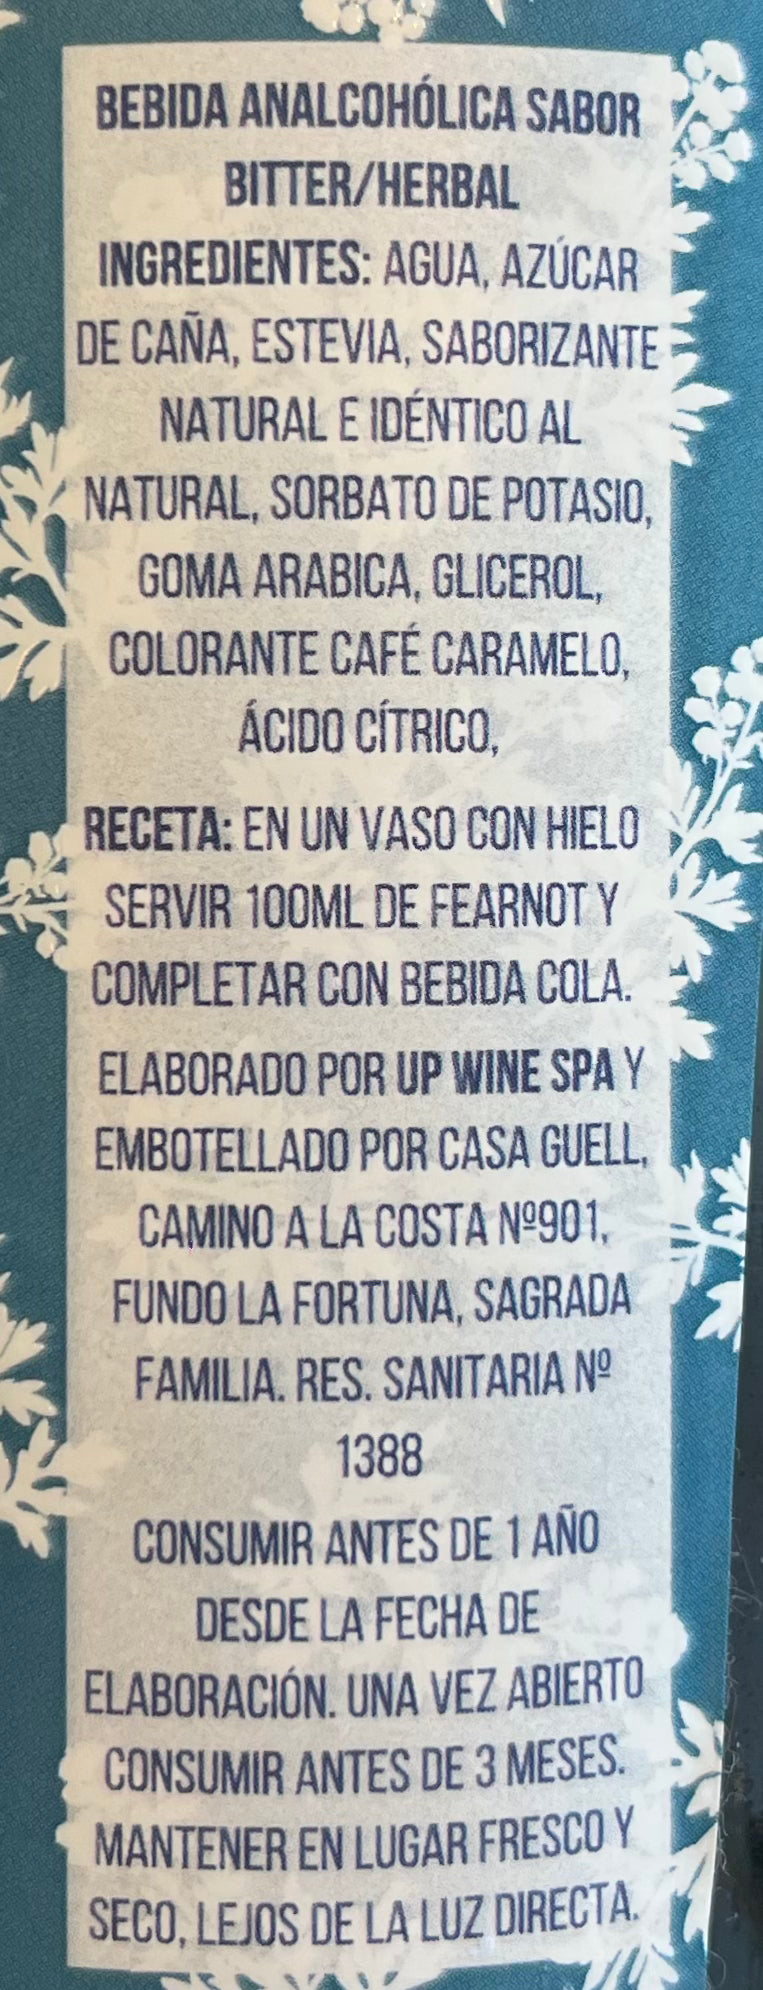 BEBIDA ANALCOHÓLICA SABOR
BITTER/HERBAL
INGREDIENTES: AGUA, AZÚCAR
DE CAÑA, ESTEVIA, SABORIZANTE
NATURAL E IDÉNTICO AL
NATURAL, SORBATO DE POTASIO,
GOMA ARABICA, GLICEROL,
COLORANTE CAFÉ CARAMELO,
ÁCIDO CÍTRICO,
RECETA: EN UN VASO CON HIELO
SERVIR 100ML DE FEARNOT Y
COMPLETAR CON BEBIDA COLA.
ELABORADO POR UP WINE SPA Y
EMBOTELLADO POR CASA GUELL,
CAMINO A LA COSTA Nº901,
FUNDO LA FORTUNA, SAGRADA
FAMILIA. RES. SANITARIA Nº
1388
CONSUMIR ANTES DE 1 AÑO
DESDE LA FECHA DE
ELABORACIÓN. UNA VEZ ABIERTO
CONSUMIR ANTES DE 3 MESES.
MANTENER EN LUGAR FRESCO Y
SECO, LEJOS DE LA LUZ DIRECTA.